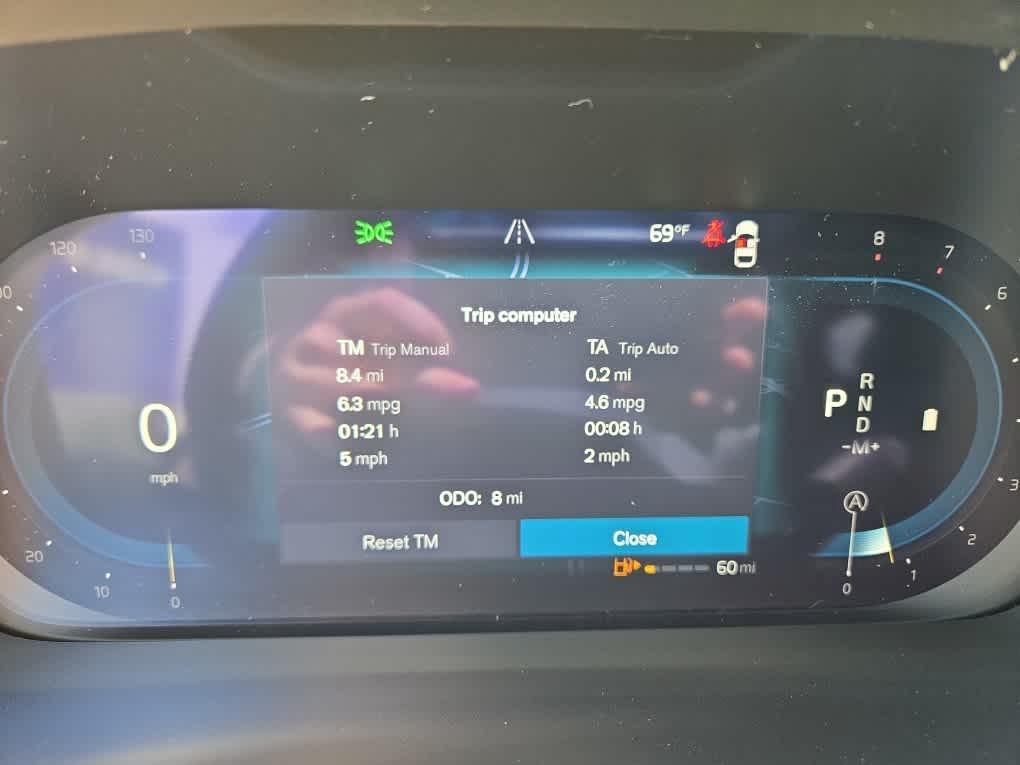 120 130
69°F
8
7
00
6
Trip computer
TM Trip Manual TA Trip Auto
8.4 mi 0.2 mi
6.3 mpg 4.6 mpg
01:21 h 00:08 h
5 mph 2 mph
0
mph
P R
N
D
-M+
ODO: 8 mi
3
A
Reset TM Close
2
20
60 mi
1
10
0
0